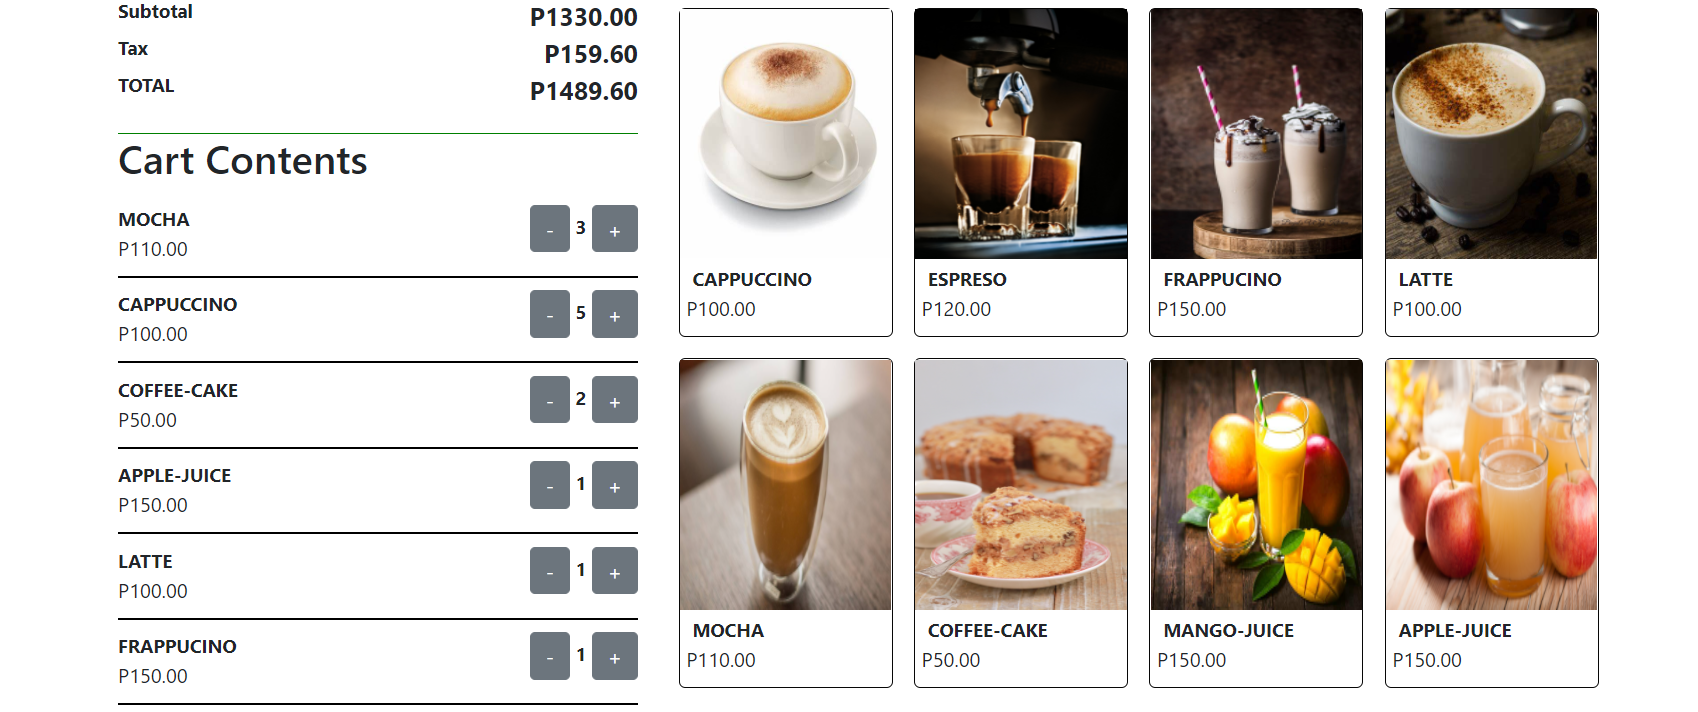 Subtotal P1330.00
Tax P159.60
TOTAL P1489.60
Cart Contents
MOCHA
P110.00
- 3 +
CAPPUCCINO
P100.00
- 5 +
COFFEE-CAKE
P50.00
- 2 +
APPLE-JUICE
P150.00
- 1 +
LATTE
P100.00
- 1 +
FRAPPUCINO
P150.00
- 1 +
CAPPUCCINO
P100.00
ESPRESO
P120.00
FRAPPUCINO
P150.00
LATTE
P100.00
MOCHA
P110.00
COFFEE-CAKE
P50.00
MANGO-JUICE
P150.00
APPLE-JUICE
P150.00